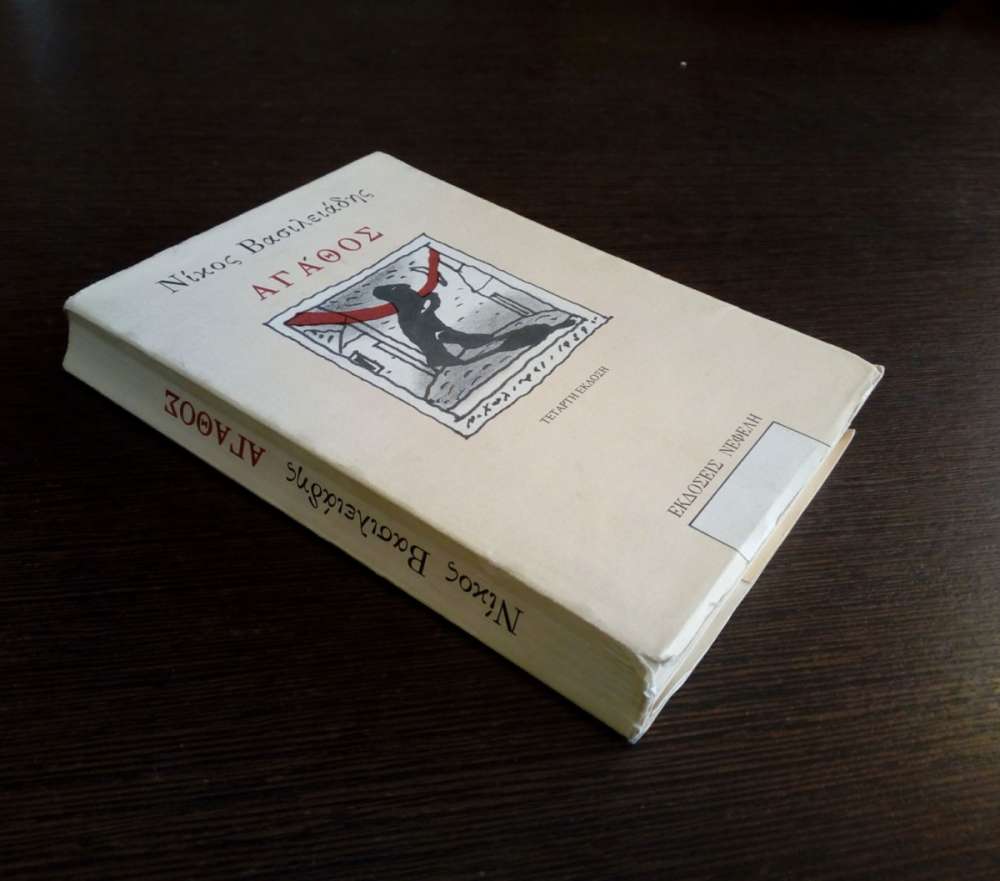 Νίκος Βασιλειάδης
ΑΓΑΘΟΣ
ΤΕΤΑΡΤΗ ΕΚΔΟΣΗ
ΕΚΔΟΣΕΙΣ ΝΕΦΕΛΗ
Νίκος Βασιλειάδης ΑΓΑΘΟΣ